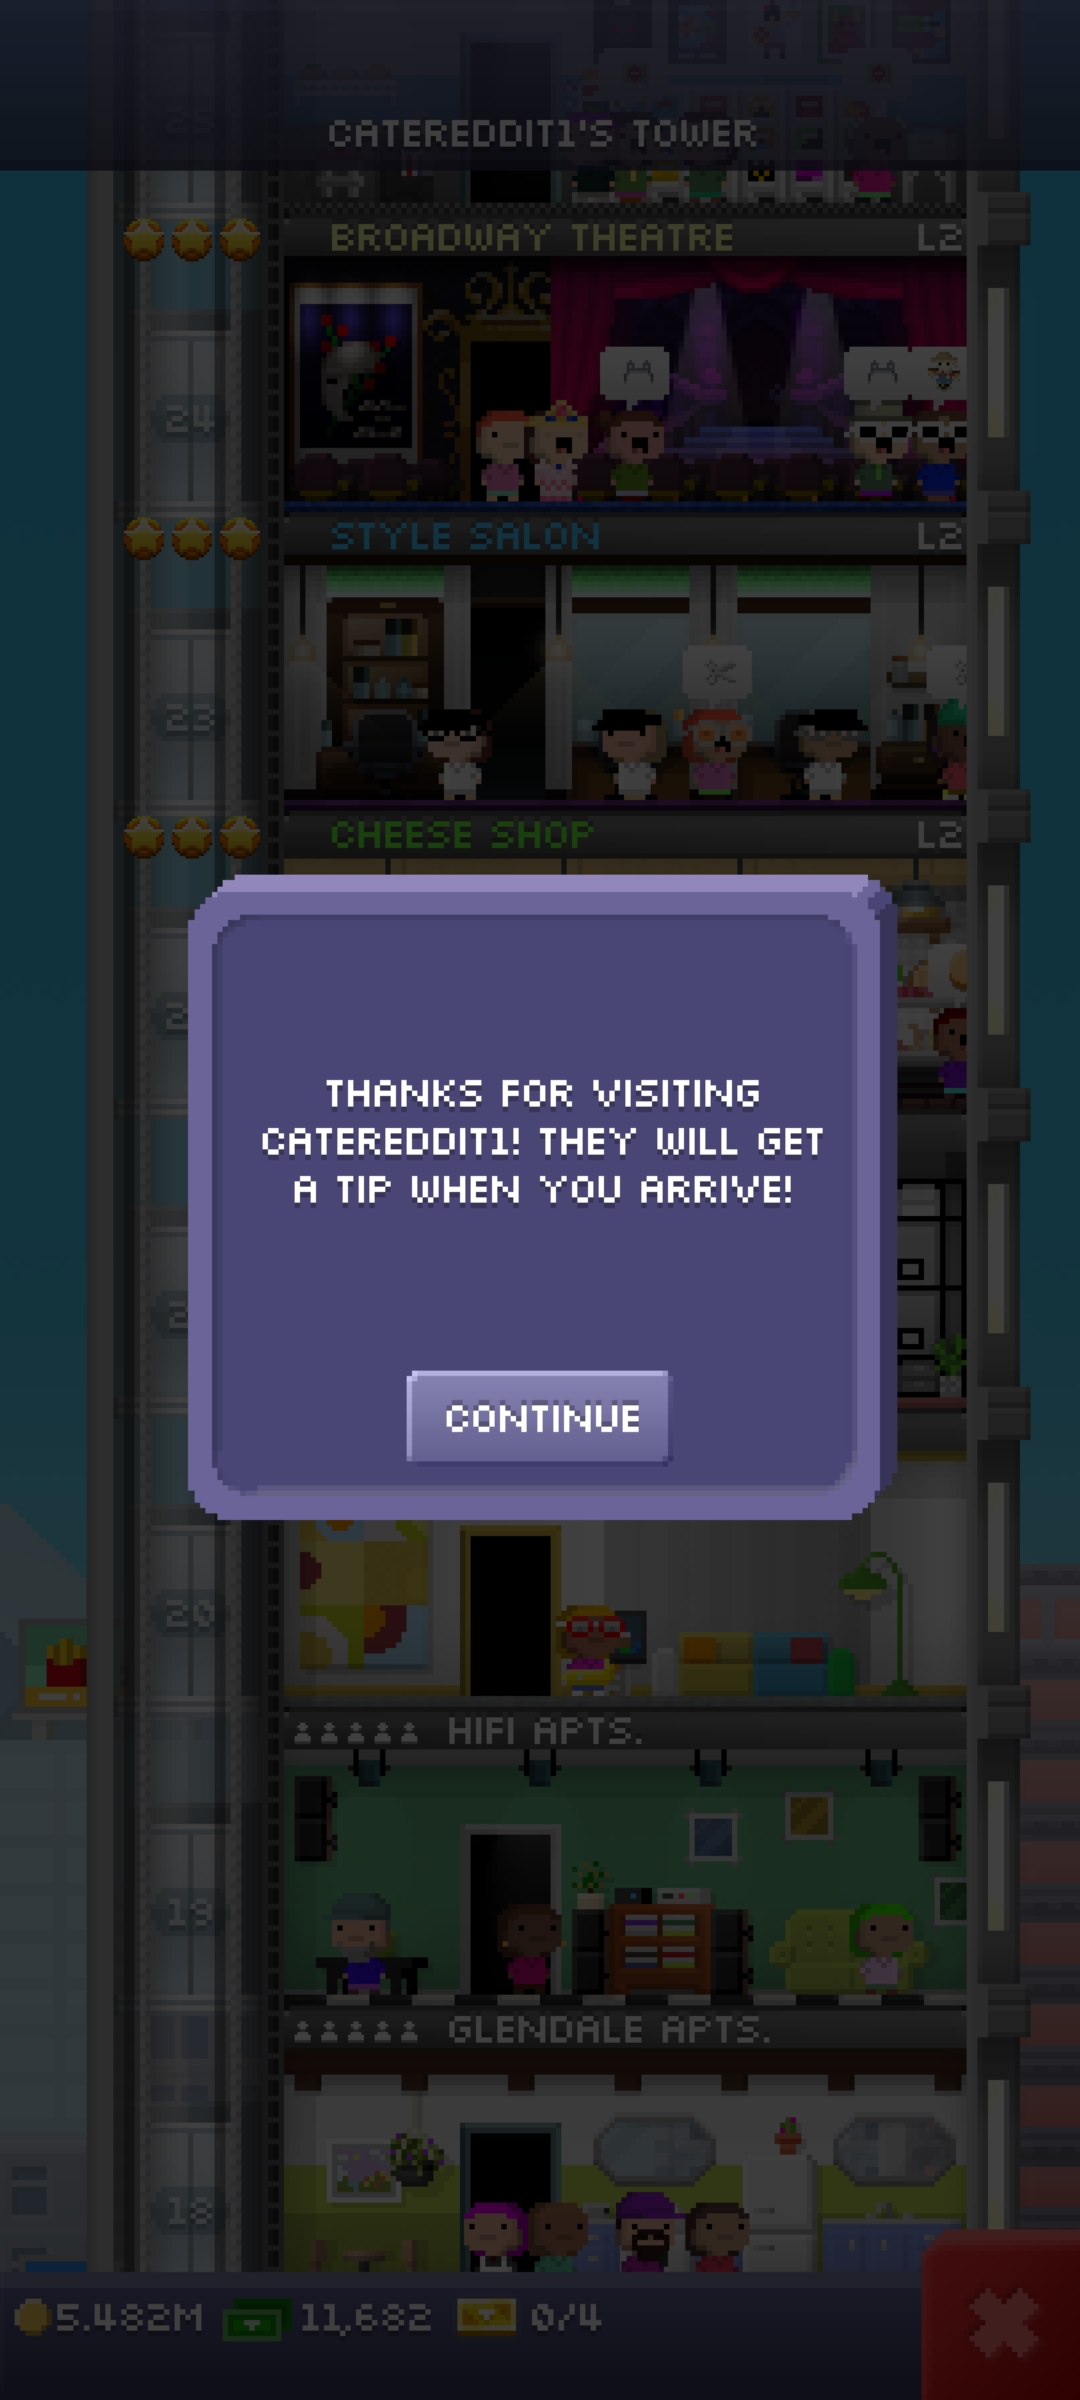 CATEREDDIT1'S TOWER
BROADWAY THEATRE L2
24
STYLE SALON L2
23
CHEESE SHOP L2
THANKS FOR VISITING
CATEREDDIT1! THEY WILL GET
A TIP WHEN YOU ARRIVE!
CONTINUE
20
HIFI APTS.
19
GLENDALE APTS.
18
5.482M 11,682 0/4